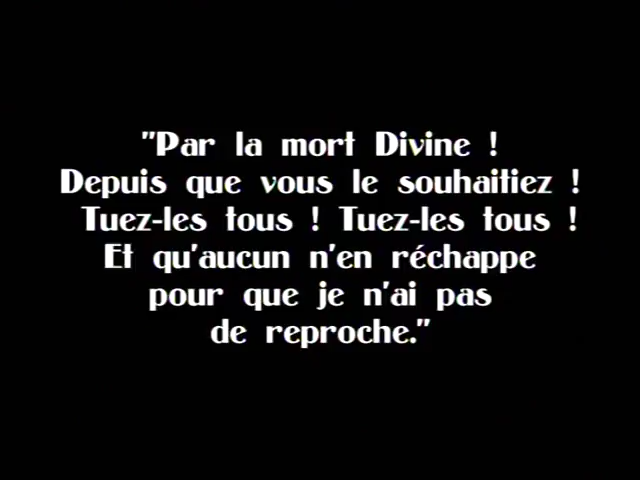 "Par la mort Divine !
Depuis que vous le souhaitiez !
Tuez-les tous ! Tuez-les tous !
Et qu'aucun n'en réchappe
pour que je n'ai pas
de reproche."